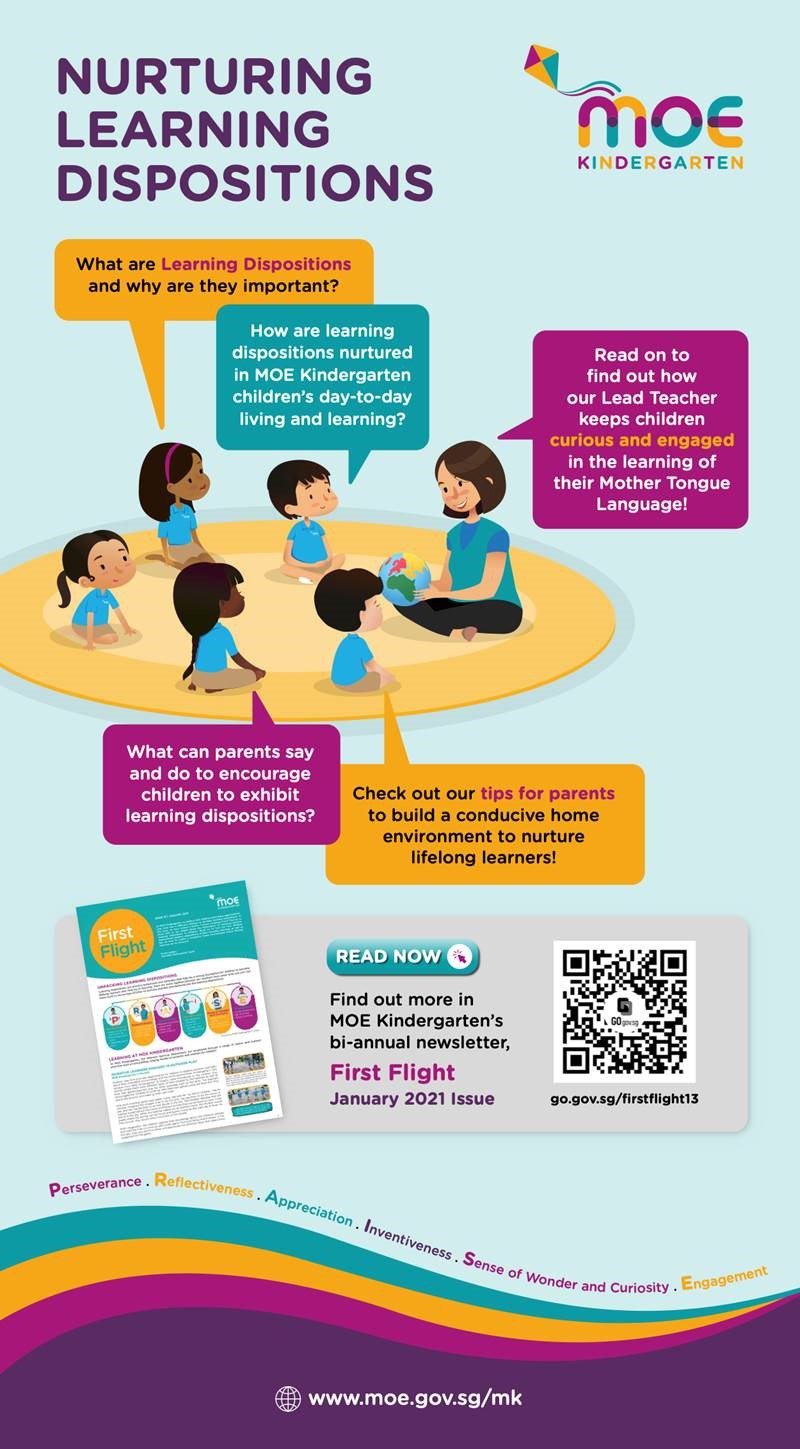 NURTURING
LEARNING
DISPOSITIONS
moe
KINDERGARTEN
What are Learning Dispositions
and why are they important?
How are learning
dispositions nurtured
in MOE Kindergarten
children's day-to-day
living and learning?
Read on to
find out how
our Lead Teacher
keeps children
curious and engaged
in the learning of
their Mother Tongue
Language!
What can parents say
and do to encourage
children to exhibit
learning dispositions?
Check out our tips for parents
to build a conducive home
environment to nurture
lifelong learners!
moe
First
Flight
UNPACKING LEARNING DISPOSITIONS
P R A I S E
LEARNING AT MOE KINDERGARTEN
READ NOW
Find out more in
MOE Kindergarten's
bi-annual newsletter,
First Flight
January 2021 Issue
GO gov.sg
go.gov.sg/firstflight13
Perseverance . Reflectiveness . Appreciation . Inventiveness . Sense of Wonder and Curiosity . Engagement
www.moe.gov.sg/mk